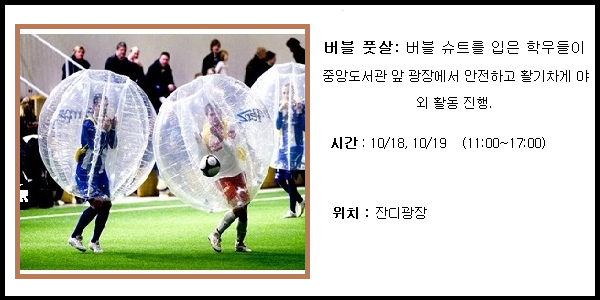 버블 풋살: 버블 슈트를 입은 학우들이
중앙도서관 앞 광장에서 안전하고 활기차게 야
외 활동 진행.
시간 : 10/18, 10/19 (11:00~17:00)
위치 : 잔디광장